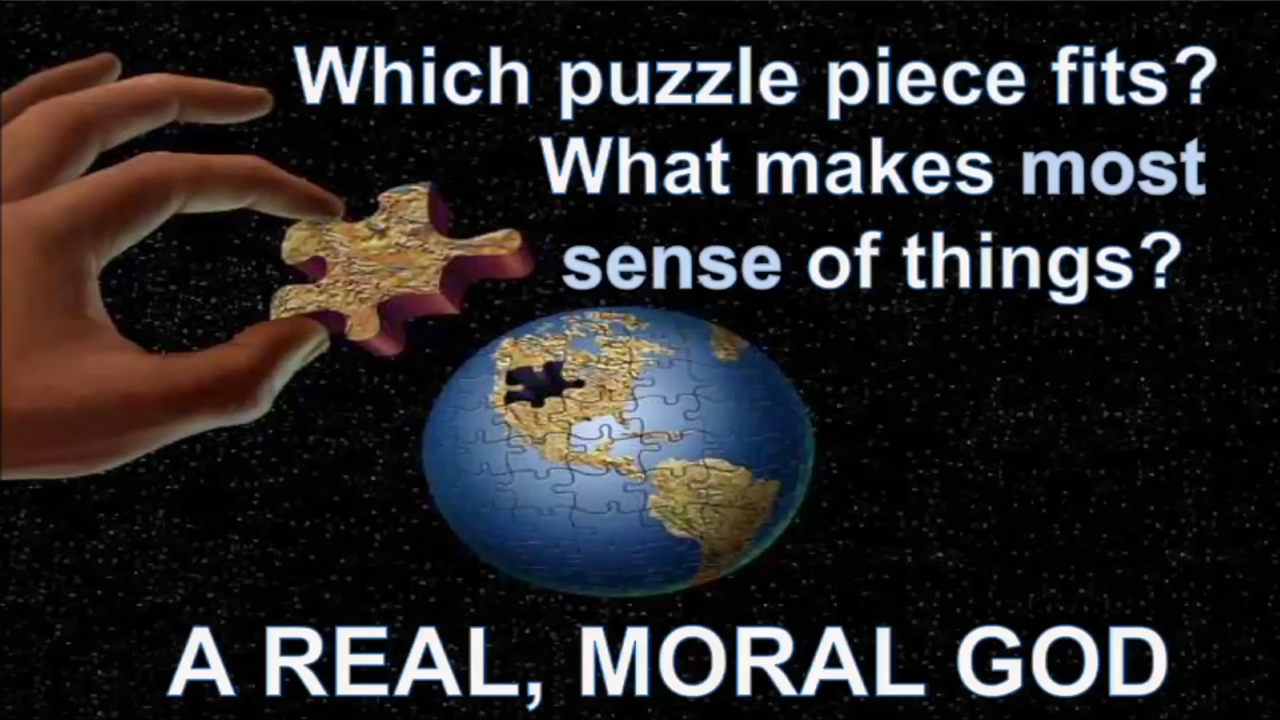 Which puzzle piece fits?
What makes most
sense of things?
A REAL, MORAL GOD